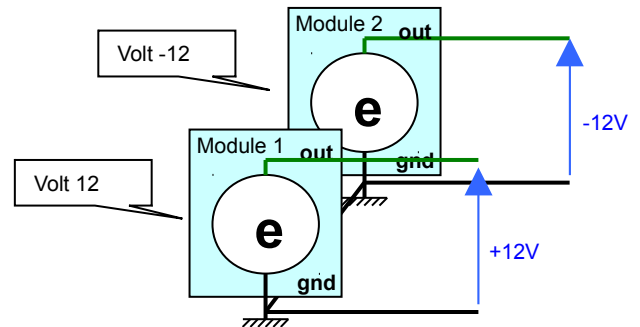 Module 2
out
Volt -12
e
-12V
Module 1
out
gnd
Volt 12
e
+12V
gnd